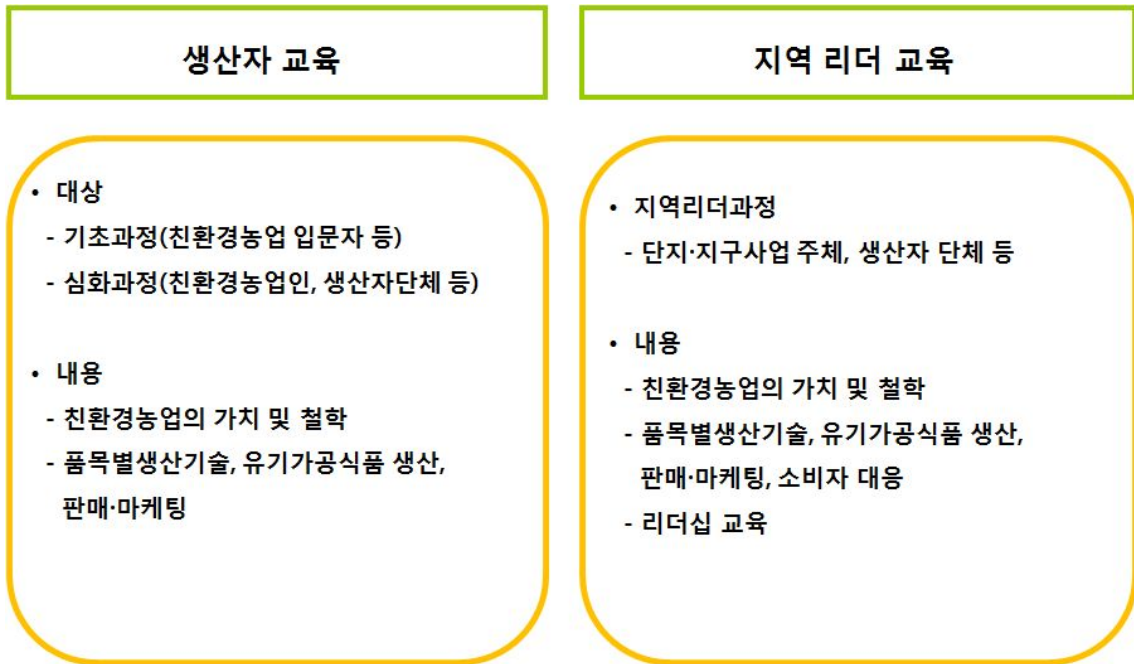 생산자 교육
• 대상
- 기초과정(친환경농업 입문자 등)
- 심화과정(친환경농업인, 생산자단체 등)
• 내용
- 친환경농업의 가치 및 철학
- 품목별생산기술, 유기가공식품 생산,
판매·마케팅
지역 리더 교육
• 지역리더과정
- 단지·지구사업 주체, 생산자 단체 등
• 내용
- 친환경농업의 가치 및 철학
- 품목별생산기술, 유기가공식품 생산,
판매·마케팅, 소비자 대응
- 리더십 교육